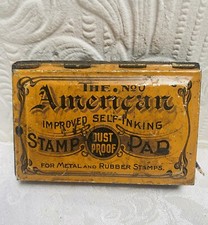 THE No 0
American
IMPROVED SELF-INKING
STAMP DUST PROOF PAD
FOR METAL AND RUBBER STAMPS.